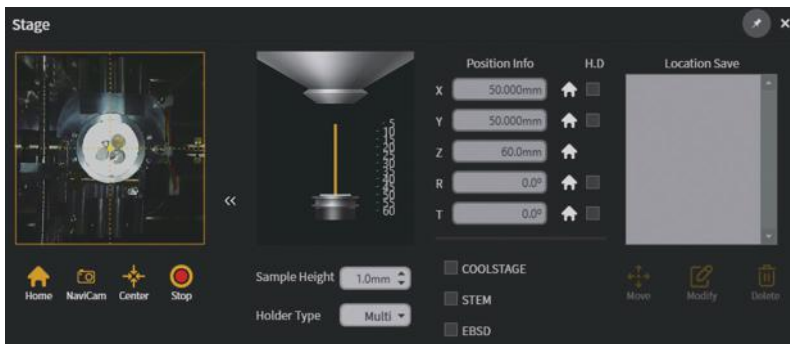 Stage
Position Info
H.D
Location Save
X 50.000mm
Y 50.000mm
Z 60.0mm
R 0.0°
T 0.0°
5
10
15
20
25
30
35
40
45
50
55
60
Home
NaviCam
Center
Stop
Sample Height 1.0mm
Holder Type Multi
COOLSTAGE
STEM
EBSD
Move
Modify
Delete